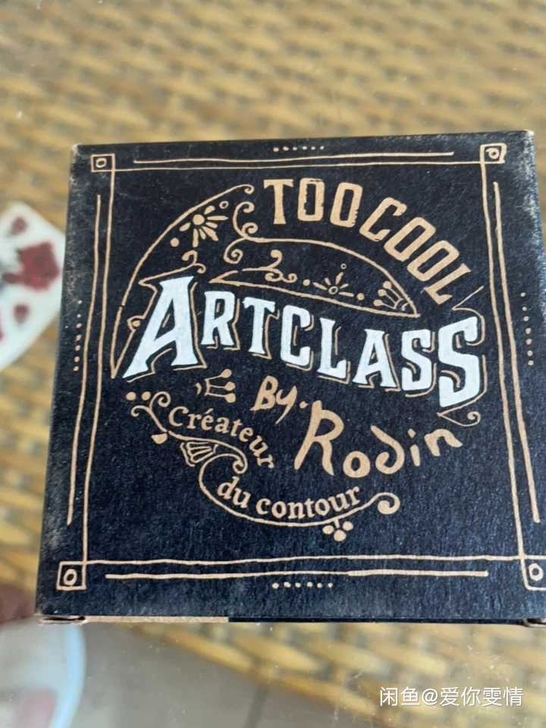 TOO COOL
ARTCLASS
By. Rodin
Créateur
du contour
闲鱼@爱你雯情